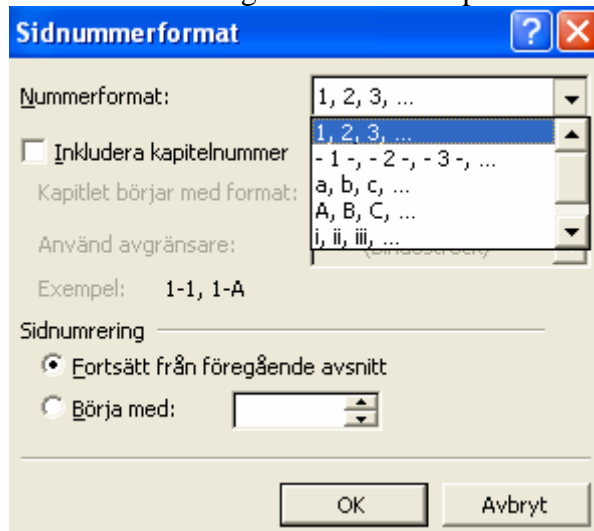 Sidnummerformat
Nummerformat: 1, 2, 3, ...
1, 2, 3, ...
Inkludera kapitelnummer - 1 -, - 2 -, - 3 -, ...
Kapitlet börjar med format: a, b, c, ...
A, B, C, ...
Använd avgränsare: i, ii, iii, ...
Exempel: 1-1, 1-A
Sidnumrering
Fortsätt från föregående avsnitt
Börja med:
OK Avbryt